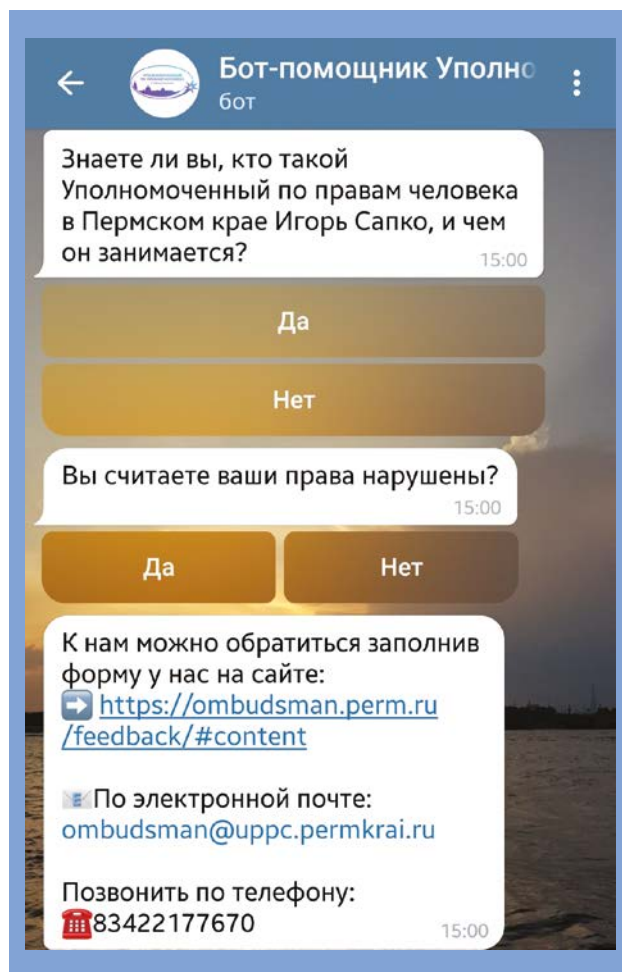 Бот-помощник Уполно
бот
Знаете ли вы, кто такой
Уполномоченный по правам человека
в Пермском крае Игорь Сапко, и чем
он занимается?
15:00
Да
Нет
Вы считаете ваши права нарушены?
15:00
Да Нет
К нам можно обратиться заполнив
форму у нас на сайте:
➡️ https://ombudsman.perm.ru
/feedback/#content
📧По электронной почте:
ombudsman@uppc.permkrai.ru
Позвонить по телефону:
☎️83422177670
15:00